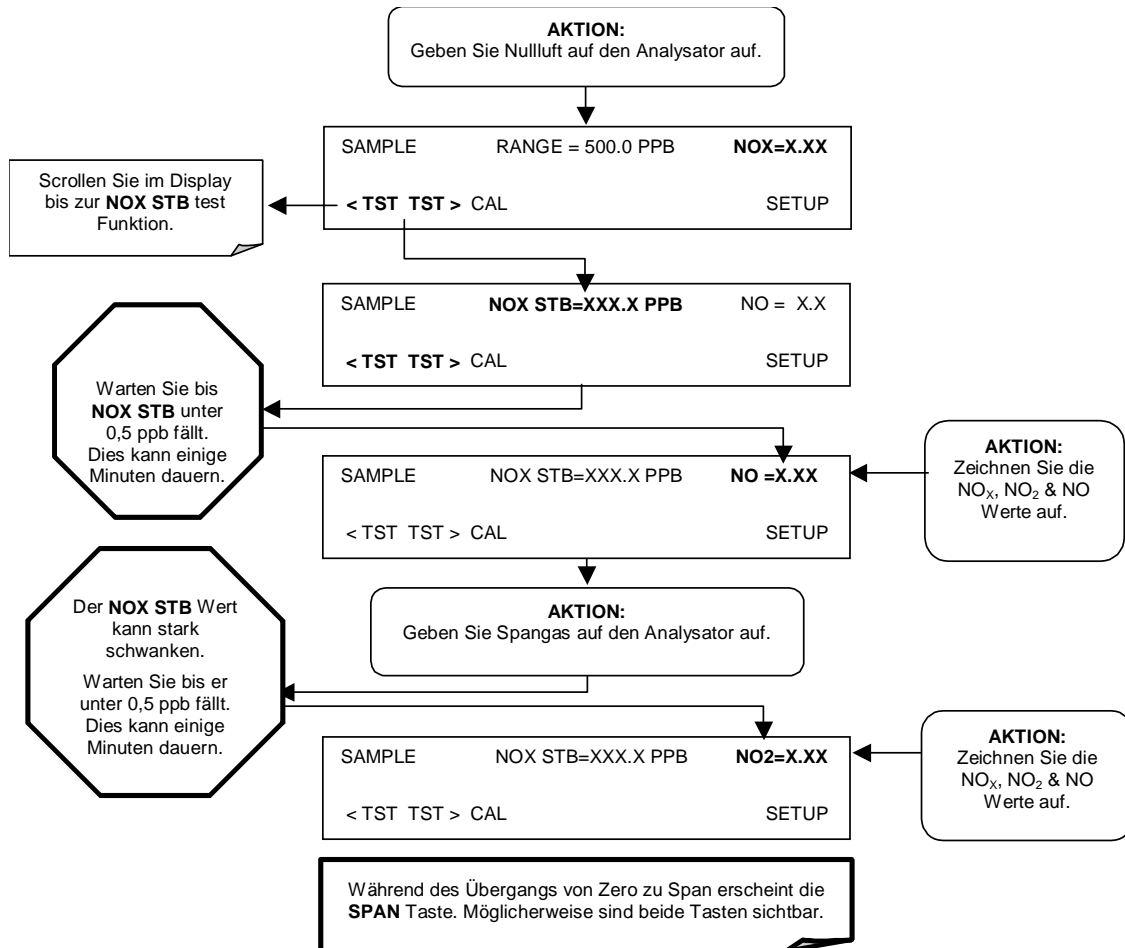 AKTION:
Geben Sie Nullluft auf den Analysator auf.
SAMPLE RANGE = 500.0 PPB NOX=X.XX
< TST TST > CAL SETUP
Scrollen Sie im Display
bis zur NOX STB test
Funktion.
SAMPLE NOX STB=XXX.X PPB NO = X.X
< TST TST > CAL SETUP
Warten Sie bis
NOX STB unter
0,5 ppb fällt.
Dies kann einige
Minuten dauern.
SAMPLE NOX STB=XXX.X PPB NO =X.XX
< TST TST > CAL SETUP
AKTION:
Zeichnen Sie die
NOX, NO2 & NO
Werte auf.
AKTION:
Geben Sie Spangas auf den Analysator auf.
Der NOX STB Wert
kann stark
schwanken.
Warten Sie bis er
unter 0,5 ppb fällt.
Dies kann einige
Minuten dauern.
SAMPLE NOX STB=XXX.X PPB NO2=X.XX
< TST TST > CAL SETUP
AKTION:
Zeichnen Sie die
NOX, NO2 & NO
Werte auf.
Während des Übergangs von Zero zu Span erscheint die
SPAN Taste. Möglicherweise sind beide Tasten sichtbar.